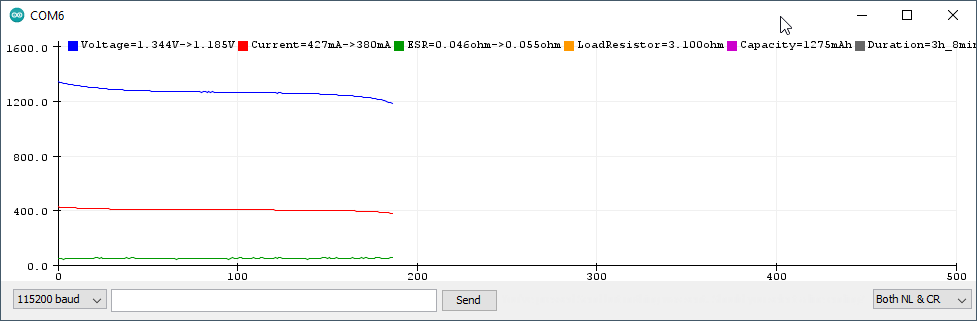 COM6
Voltage=1.344V->1.185V Current=427mA->380mA ESR=0.046ohm->0.055ohm LoadResistor=3.100ohm Capacity=1275mAh Duration=3h_8min
1600.0
1200.0
800.0
400.0
0.0
0 100 200 300 400 500
115200 baud Send Both NL & CR